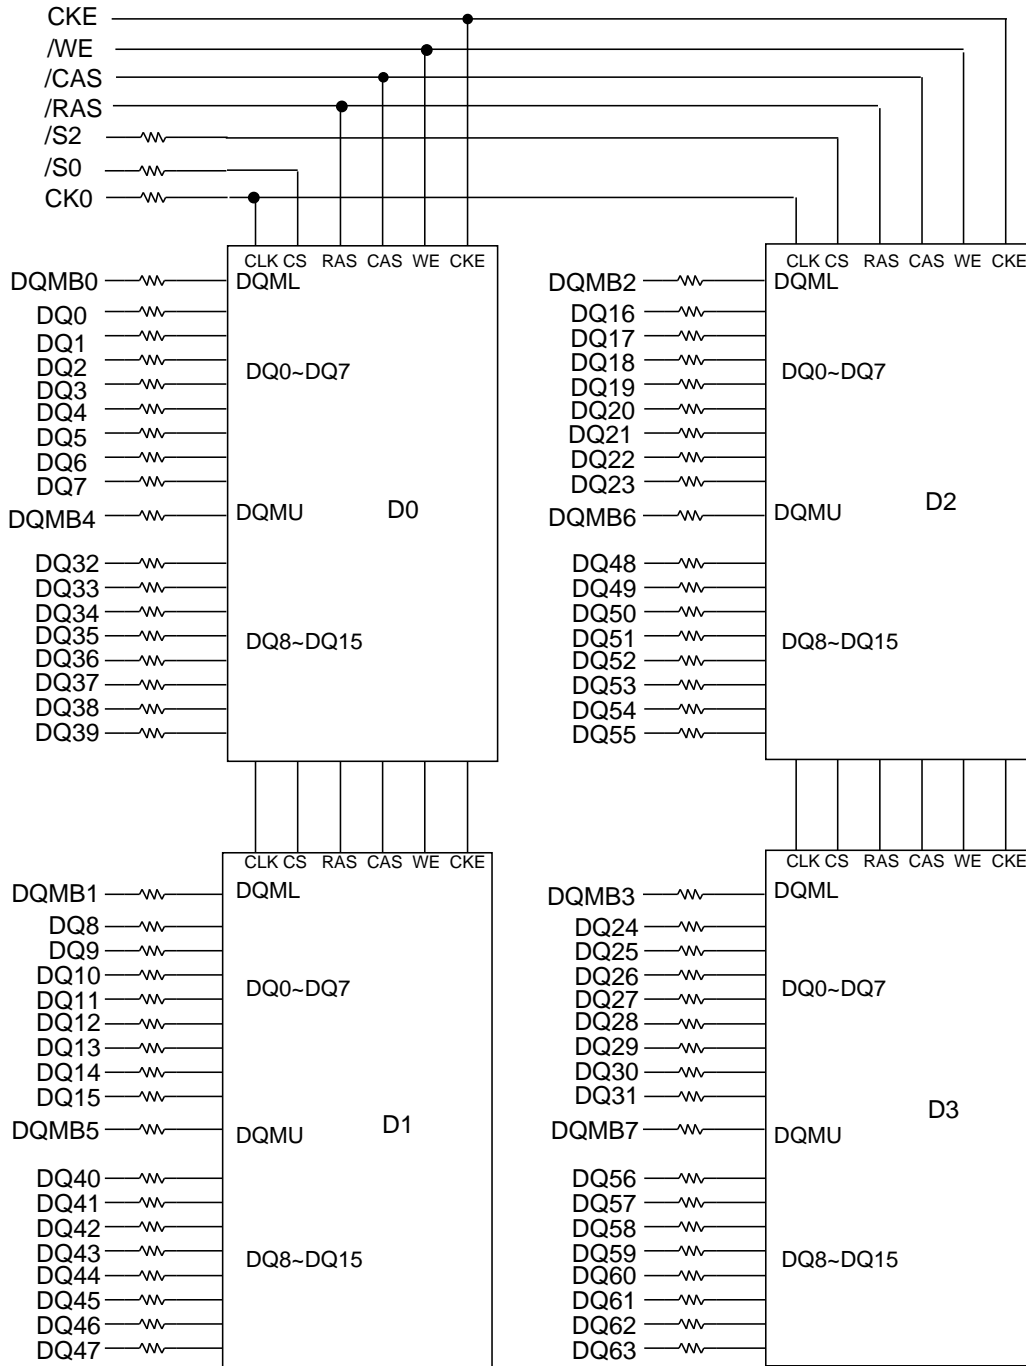 CKE
/WE
/CAS
/RAS
/S2
/S0
CK0
CLK CS RAS CAS WE CKE
DQMB0
DQML
DQ0
DQ1
DQ2
DQ3
DQ4
DQ5
DQ6
DQ7
DQ0~DQ7
DQMB4
DQMU
D0
DQ32
DQ33
DQ34
DQ35
DQ36
DQ37
DQ38
DQ39
DQ8~DQ15
CLK CS RAS CAS WE CKE
DQMB2
DQML
DQ16
DQ17
DQ18
DQ19
DQ20
DQ21
DQ22
DQ23
DQ0~DQ7
DQMB6
DQMU
D2
DQ48
DQ49
DQ50
DQ51
DQ52
DQ53
DQ54
DQ55
DQ8~DQ15
CLK CS RAS CAS WE CKE
DQMB1
DQML
DQ8
DQ9
DQ10
DQ11
DQ12
DQ13
DQ14
DQ15
DQ0~DQ7
DQMB5
DQMU
D1
DQ40
DQ41
DQ42
DQ43
DQ44
DQ45
DQ46
DQ47
DQ8~DQ15
CLK CS RAS CAS WE CKE
DQMB3
DQML
DQ24
DQ25
DQ26
DQ27
DQ28
DQ29
DQ30
DQ31
DQ0~DQ7
DQMB7
DQMU
D3
DQ56
DQ57
DQ58
DQ59
DQ60
DQ61
DQ62
DQ63
DQ8~DQ15